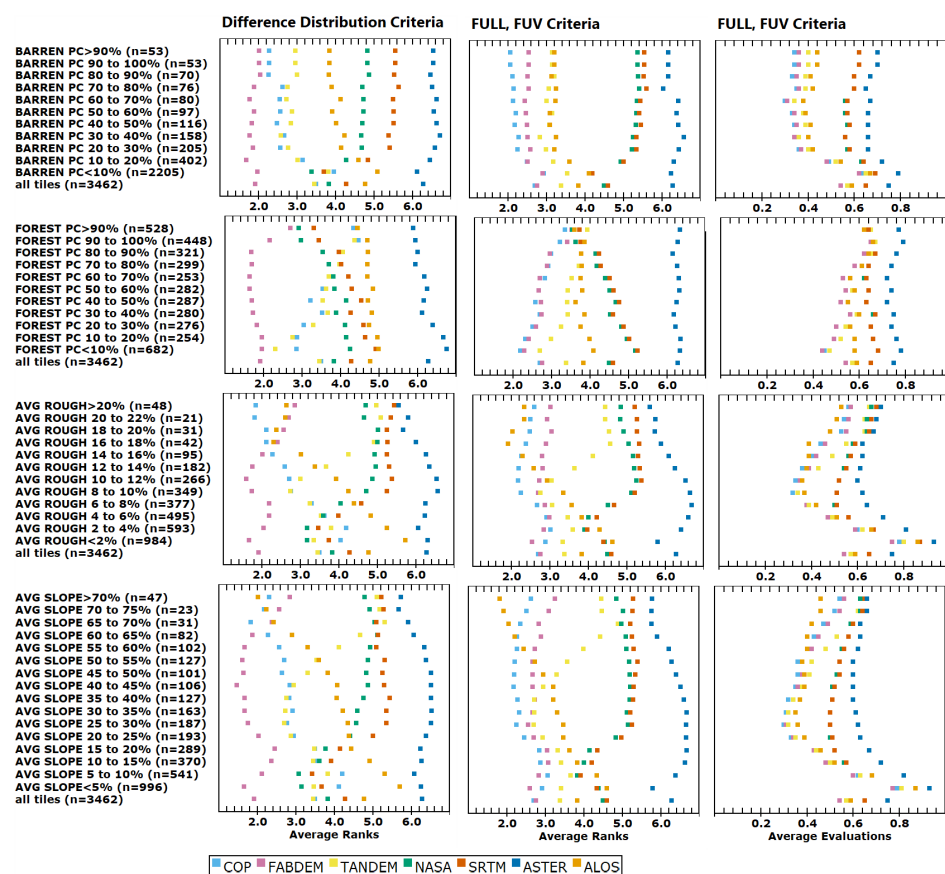 Difference Distribution Criteria FULL, FUV Criteria FULL, FUV Criteria
BARREN PC>90% (n=53)
BARREN PC 90 to 100% (n=53)
BARREN PC 80 to 90% (n=70)
BARREN PC 70 to 80% (n=76)
BARREN PC 60 to 70% (n=80)
BARREN PC 50 to 60% (n=97)
BARREN PC 40 to 50% (n=116)
BARREN PC 30 to 40% (n=158)
BARREN PC 20 to 30% (n=205)
BARREN PC 10 to 20% (n=402)
BARREN PC<10% (n=2205)
all tiles (n=3462)
2.0 3.0 4.0 5.0 6.0 2.0 3.0 4.0 5.0 6.0 0.2 0.4 0.6 0.8 0
FOREST PC>90% (n=528)
FOREST PC 90 to 100% (n=448)
FOREST PC 80 to 90% (n=321)
FOREST PC 70 to 80% (n=299)
FOREST PC 60 to 70% (n=253)
FOREST PC 50 to 60% (n=282)
FOREST PC 40 to 50% (n=287)
FOREST PC 30 to 40% (n=280)
FOREST PC 20 to 30% (n=276)
FOREST PC 10 to 20% (n=254)
FOREST PC<10% (n=682)
all tiles (n=3462)
2.0 3.0 4.0 5.0 6.0 2.0 3.0 4.0 5.0 6.0 0.2 0.4 0.6 0.8 0
AVG ROUGH>20% (n=48)
AVG ROUGH 20 to 22% (n=21)
AVG ROUGH 18 to 20% (n=31)
AVG ROUGH 16 to 18% (n=42)
AVG ROUGH 14 to 16% (n=95)
AVG ROUGH 12 to 14% (n=182)
AVG ROUGH 10 to 12% (n=266)
AVG ROUGH 8 to 10% (n=349)
AVG ROUGH 6 to 8% (n=377)
AVG ROUGH 4 to 6% (n=495)
AVG ROUGH 2 to 4% (n=593)
AVG ROUGH<2% (n=984)
all tiles (n=3462)
2.0 3.0 4.0 5.0 6.0 2.0 3.0 4.0 5.0 6.0 0.2 0.4 0.6 0.8
AVG SLOPE>70% (n=47)
AVG SLOPE 70 to 75% (n=23)
AVG SLOPE 65 to 70% (n=31)
AVG SLOPE 60 to 65% (n=82)
AVG SLOPE 55 to 60% (n=102)
AVG SLOPE 50 to 55% (n=127)
AVG SLOPE 45 to 50% (n=101)
AVG SLOPE 40 to 45% (n=106)
AVG SLOPE 35 to 40% (n=127)
AVG SLOPE 30 to 35% (n=163)
AVG SLOPE 25 to 30% (n=187)
AVG SLOPE 20 to 25% (n=193)
AVG SLOPE 15 to 20% (n=289)
AVG SLOPE 10 to 15% (n=370)
AVG SLOPE 5 to 10% (n=541)
AVG SLOPE<5% (n=996)
all tiles (n=3462)
2.0 3.0 4.0 5.0 6.0 2.0 3.0 4.0 5.0 6.0 0.2 0.4 0.6 0.8
Average Ranks Average Ranks Average Evaluations
COP FABDEM TANDEM NASA SRTM ASTER ALOS